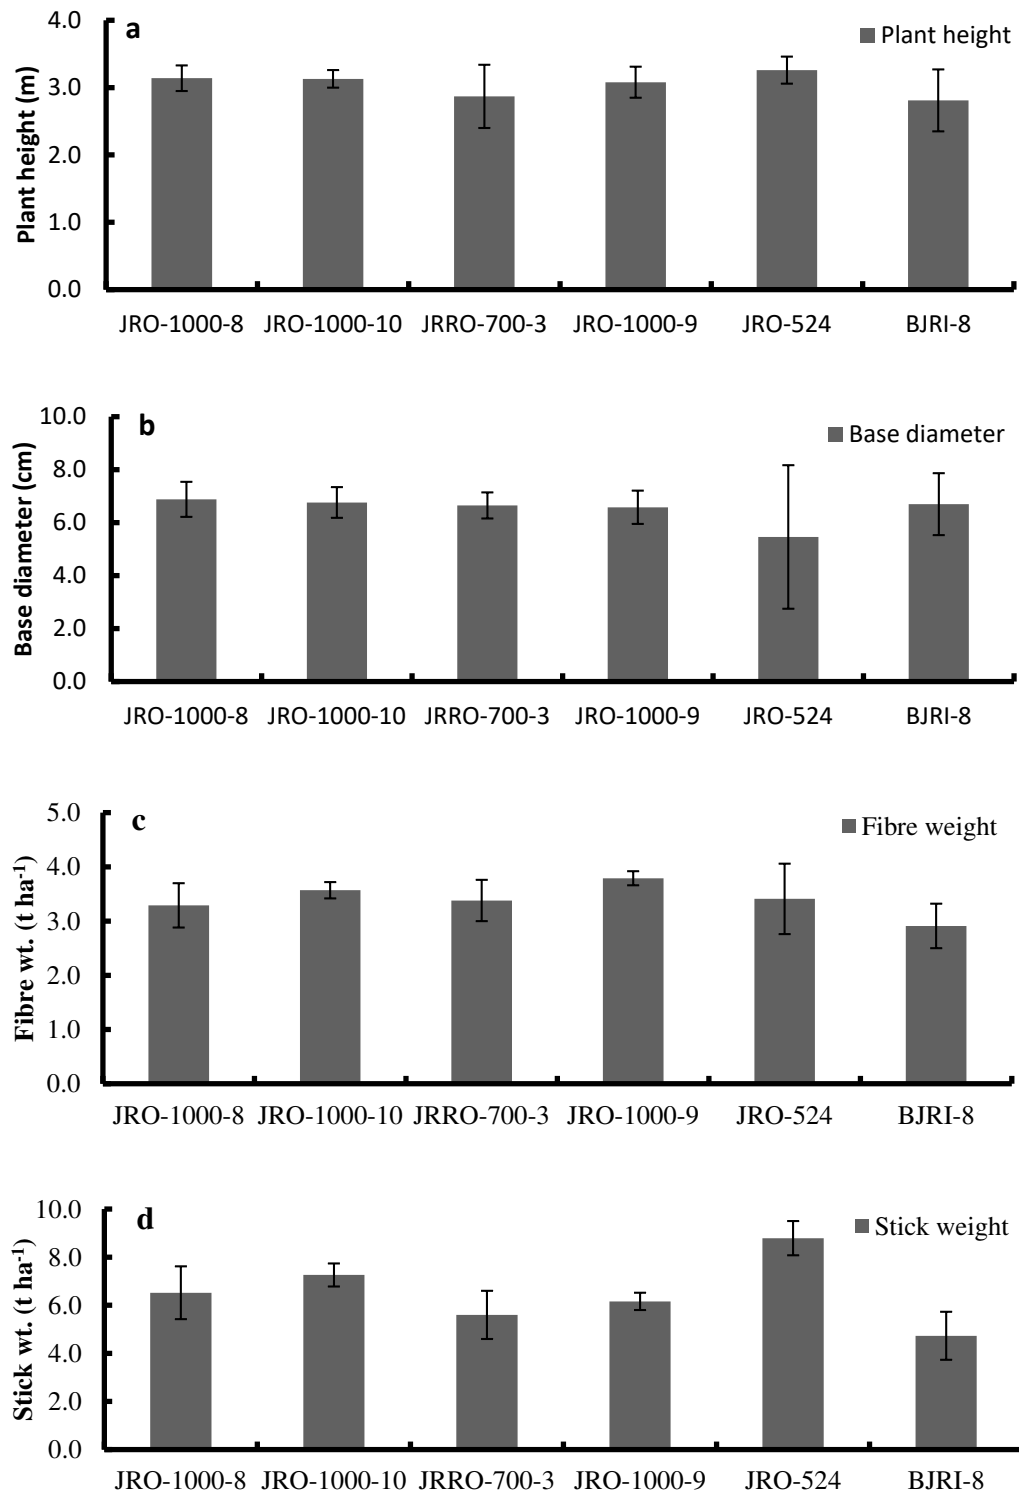 a
Plant height
Plant height (m)
4.0
3.0
2.0
1.0
0.0
JRO-1000-8 JRO-1000-10 JRRO-700-3 JRO-1000-9 JRO-524 BJRI-8
b
Base diameter
Base diameter (cm)
10.0
8.0
6.0
4.0
2.0
0.0
JRO-1000-8 JRO-1000-10 JRRO-700-3 JRO-1000-9 JRO-524 BJRI-8
c
Fibre weight
Fibre wt. (t ha⁻¹)
5.0
4.0
3.0
2.0
1.0
0.0
JRO-1000-8 JRO-1000-10 JRRO-700-3 JRO-1000-9 JRO-524 BJRI-8
d
Stick weight
Stick wt. (t ha⁻¹)
10.0
8.0
6.0
4.0
2.0
0.0
JRO-1000-8 JRO-1000-10 JRRO-700-3 JRO-1000-9 JRO-524 BJRI-8